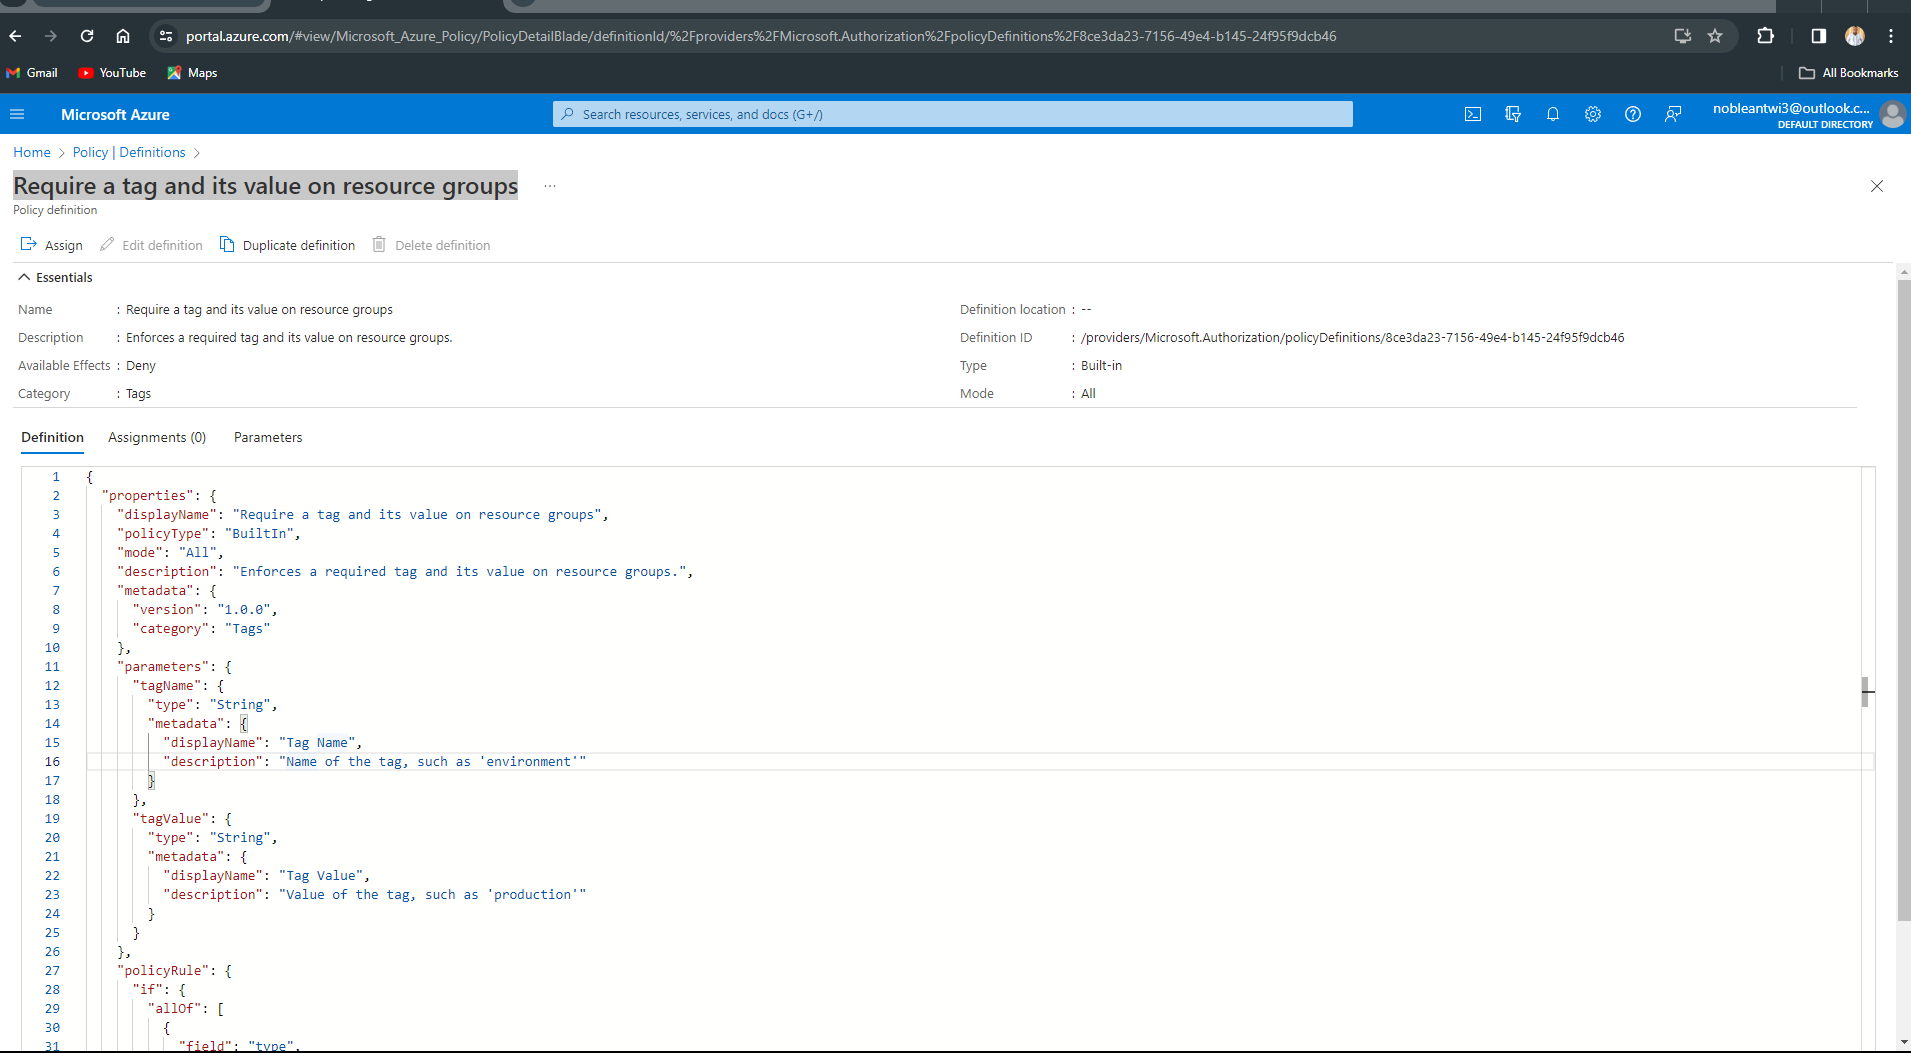 portal.azure.com/#view/Microsoft_Azure_Policy/PolicyDetailBlade/definitionId/%2Fproviders%2FMicrosoft.Authorization%2FpolicyDefinitions%2F8ce3da23-7156-49e4-b145-24f95f9dcb46
Gmail YouTube Maps All Bookmarks
Microsoft Azure Search resources, services, and docs (G+/) nobleantwi3@outlook.c...
DEFAULT DIRECTORY
Home > Policy | Definitions >
Require a tag and its value on resource groups ...
Policy definition
Assign Edit definition Duplicate definition Delete definition
Essentials
Name : Require a tag and its value on resource groups Definition location : --
Description : Enforces a required tag and its value on resource groups. Definition ID : /providers/Microsoft.Authorization/policyDefinitions/8ce3da23-7156-49e4-b145-24f95f9dcb46
Available Effects : Deny Type : Built-in
Category : Tags Mode : All
Definition Assignments (0) Parameters
1 {
2 "properties": {
3 "displayName": "Require a tag and its value on resource groups",
4 "policyType": "BuiltIn",
5 "mode": "All",
6 "description": "Enforces a required tag and its value on resource groups.",
7 "metadata": {
8 "version": "1.0.0",
9 "category": "Tags"
10 },
11 "parameters": {
12 "tagName": {
13 "type": "String",
14 "metadata": {
15 "displayName": "Tag Name",
16 "description": "Name of the tag, such as 'environment'"
17 }
18 },
19 "tagValue": {
20 "type": "String",
21 "metadata": {
22 "displayName": "Tag Value",
23 "description": "Value of the tag, such as 'production'"
24 }
25 }
26 },
27 "policyRule": {
28 "if": {
29 "allOf": [
30 {
31 "field": "type",